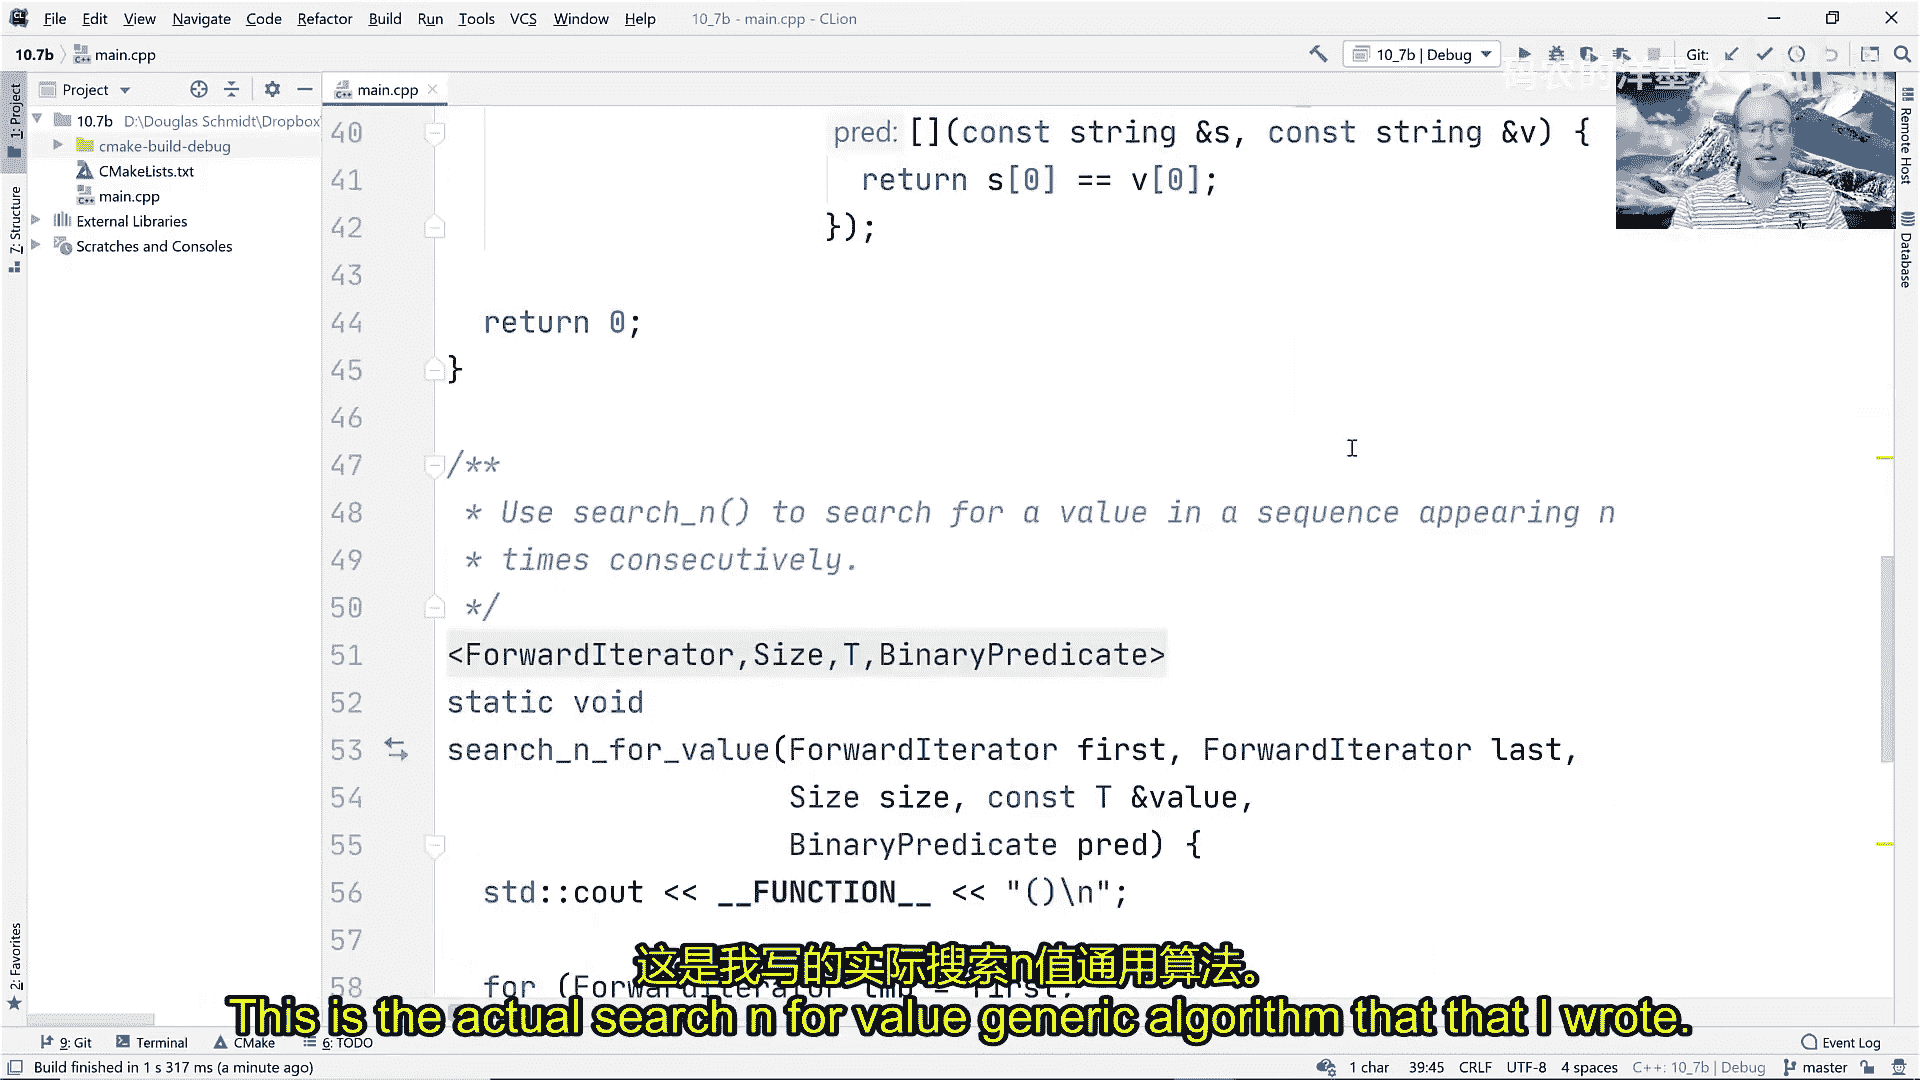 File Edit View Navigate Code Refactor Build Run Tools VCS Window Help 10_7b - main.cpp - CLion
10.7b main.cpp 10_7b | Debug Git:
码农的洋墨水
Project main.cpp
1: Project
10.7b D:\Douglas Schmidt\Dropbox
cmake-build-debug
CMakeLists.txt
main.cpp
External Libraries
Scratches and Consoles
7: Structure
2: Favorites
Remote Host
Database
40 pred: [](const string &s, const string &v) {
41 return s[0] == v[0];
42 });
43
44 return 0;
45 }
46
47 /**
48 * Use search_n() to search for a value in a sequence appearing n
49 * times consecutively.
50 */
51 <ForwardIterator,Size,T,BinaryPredicate>
52 static void
53 search_n_for_value(ForwardIterator first, ForwardIterator last,
54 Size size, const T &value,
55 BinaryPredicate pred) {
56 std::cout << __FUNCTION__ << "()\n";
57
58 for (ForwardIterator tmp = first;
这是我写的实际搜索n值通用算法。
This is the actual search n for value generic algorithm that that I wrote.
9: Git Terminal CMake 6: TODO Event Log
Build finished in 1 s 317 ms (a minute ago) 1 char 39:45 CRLF UTF-8 4 spaces C++: 10_7b | Debug master